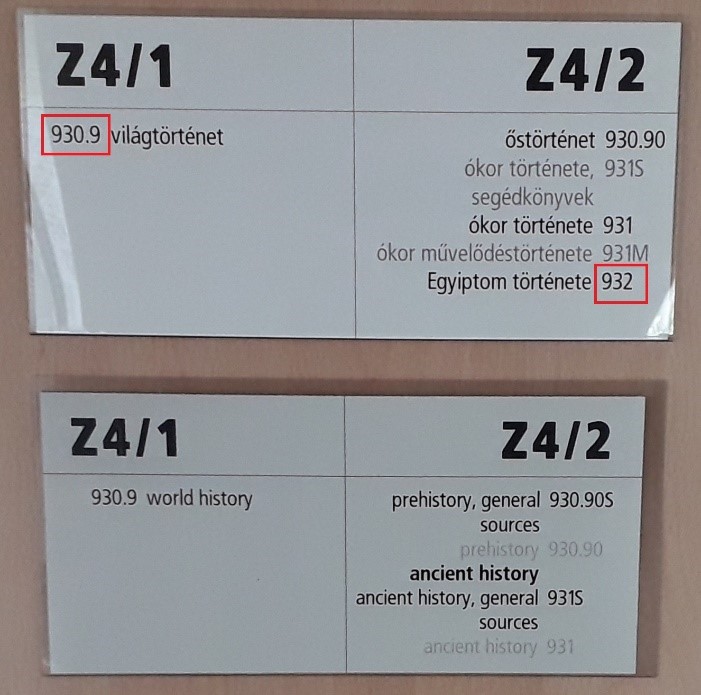 Z4/1
930.9 világtörténet
Z4/2
őstörténet 930.90
ókor története, 931S
segédkönyvek
ókor története 931
ókor művelődéstörténete 931M
Egyiptom története 932
Z4/1
930.9 world history
Z4/2
prehistory, general 930.90S
sources
prehistory 930.90
ancient history
ancient history, general 931S
sources
ancient history 931